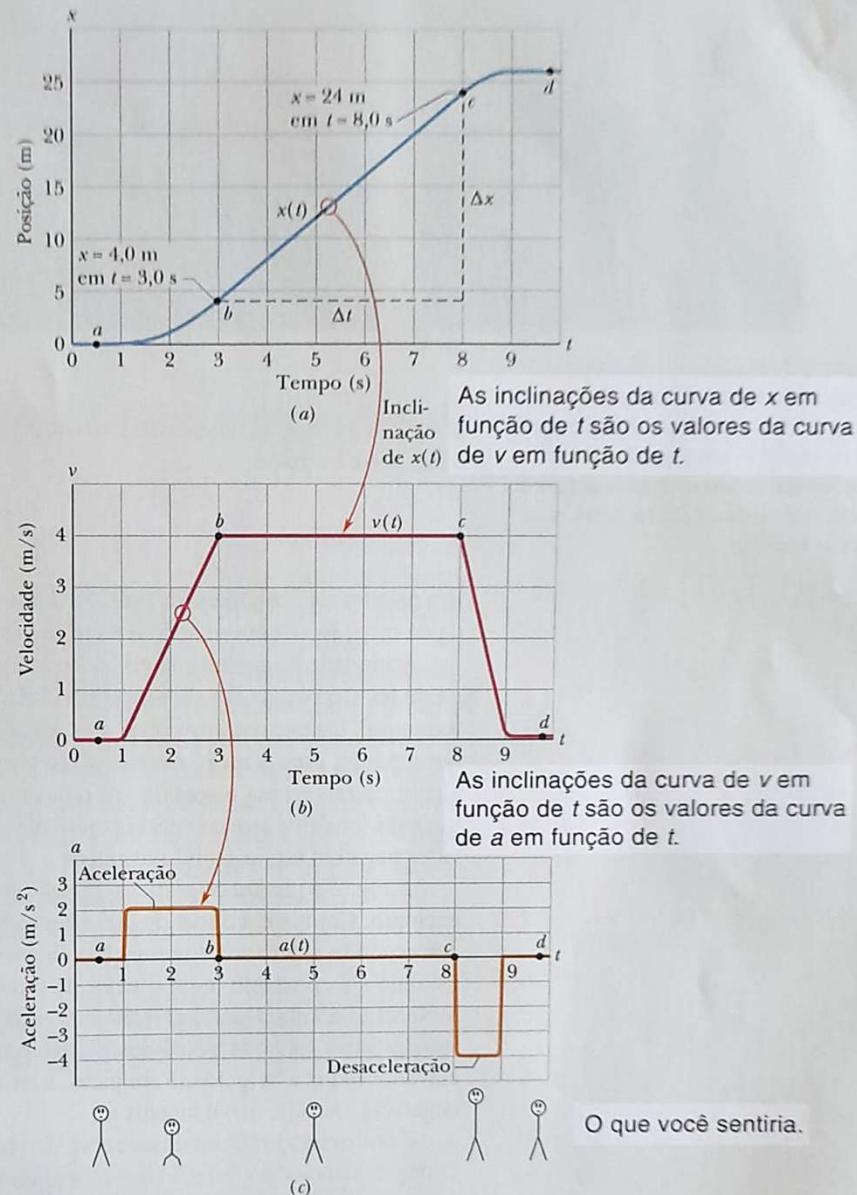 x
Posição (m)
25
20
15
10
5
0
x = 24 m
em t = 8,0 s
c
d
x(t)
Δx
x = 4,0 m
em t = 3,0 s
a
b
Δt
0 1 2 3 4 5 6 7 8 9 t
Tempo (s)
(a)
Incli-
nação
de x(t)
As inclinações da curva de x em
função de t são os valores da curva
de v em função de t.
v
Velocidade (m/s)
4
3
2
1
0
b
v(t)
c
a
d
0 1 2 3 4 5 6 7 8 9 t
Tempo (s)
(b)
As inclinações da curva de v em
função de t são os valores da curva
de a em função de t.
a
Aceleração (m/s²)
3
2
1
0
−1
−2
−3
−4
Aceleração
a
b
a(t)
c
d
1 2 3 4 5 6 7 8 9 t
Desaceleração
O que você sentiria.
(c)